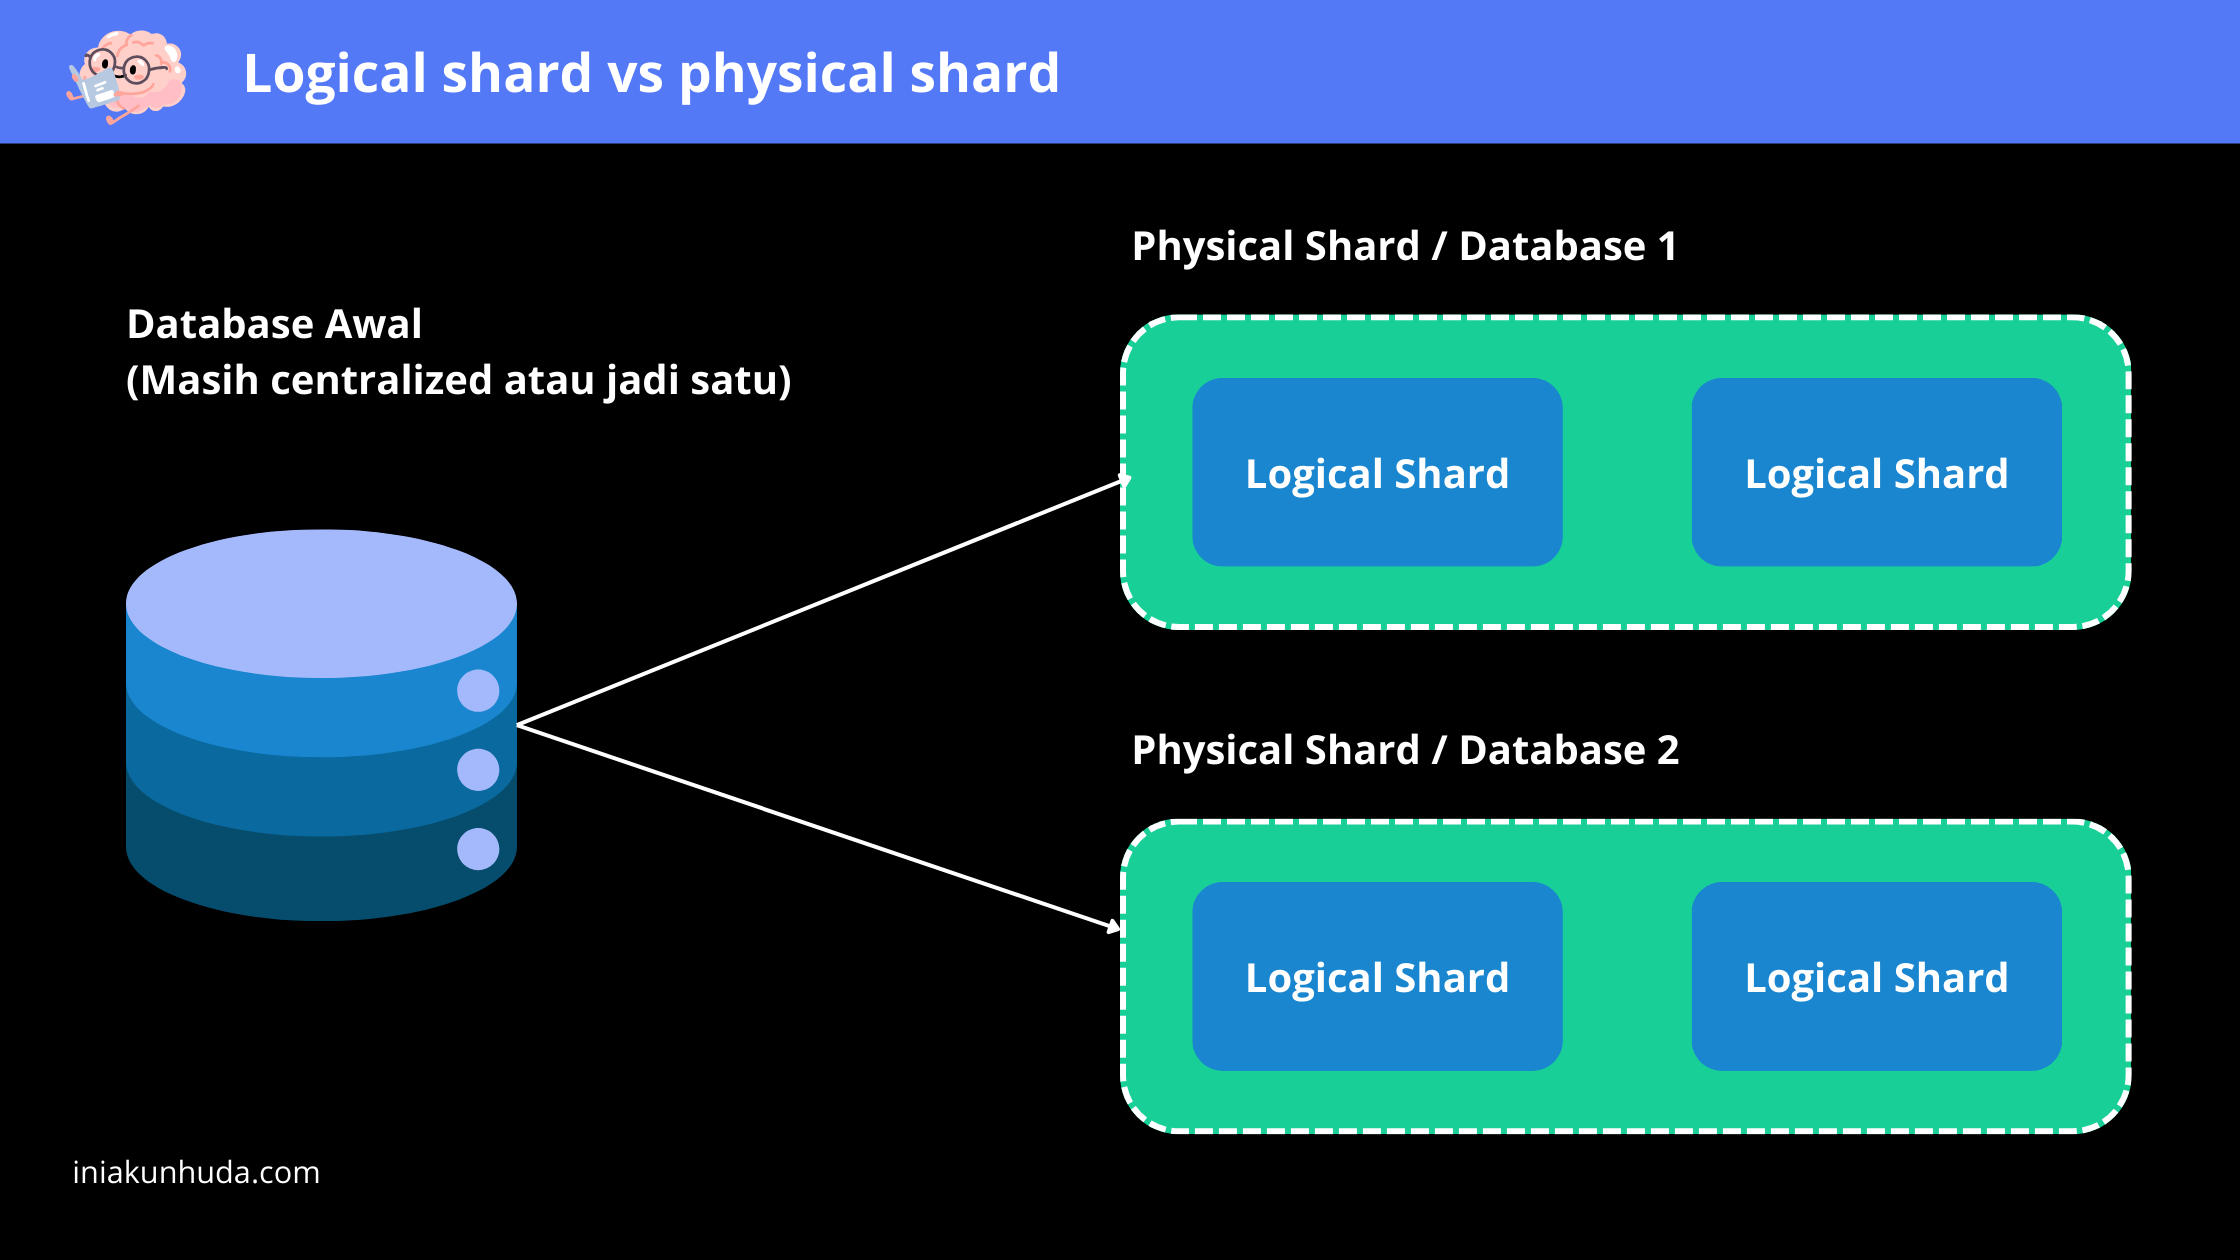 Logical shard vs physical shard
Database Awal
(Masih centralized atau jadi satu)
Physical Shard / Database 1
Logical Shard
Logical Shard
Physical Shard / Database 2
Logical Shard
Logical Shard
iniakunhuda.com